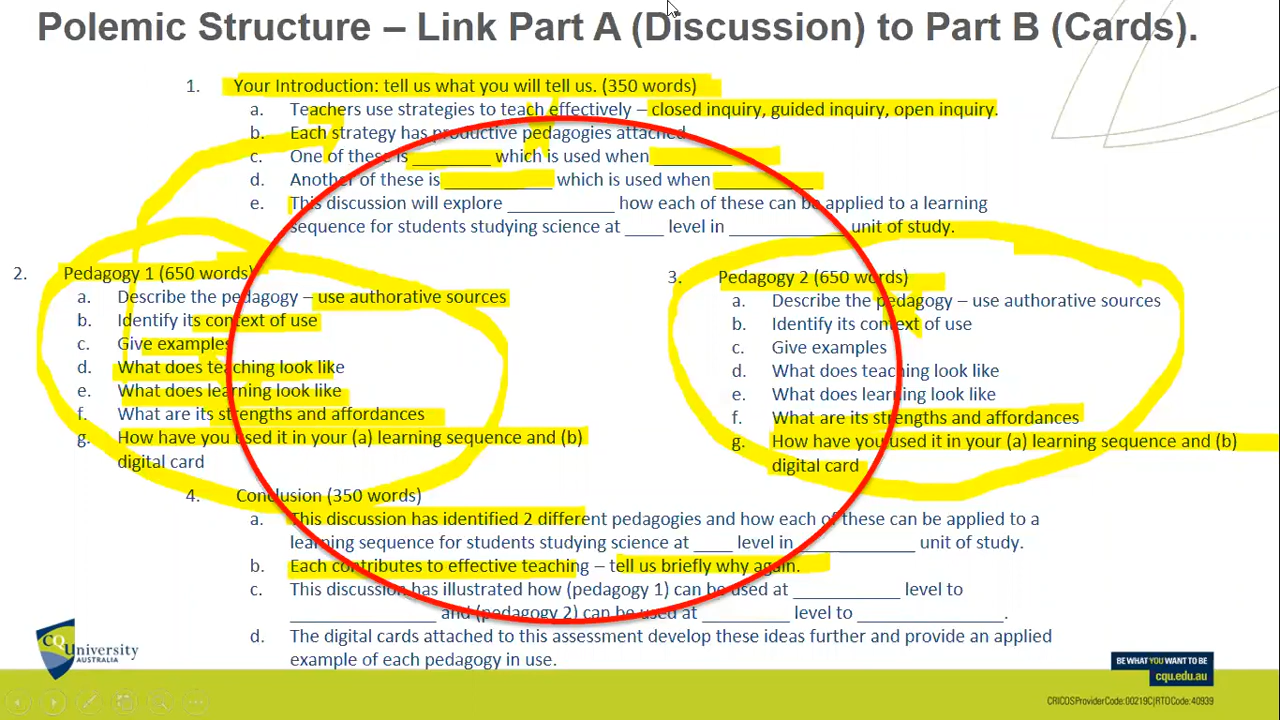 Polemic Structure – Link Part A (Discussion) to Part B (Cards).
1. Your Introduction: tell us what you will tell us. (350 words)
a. Teachers use strategies to teach effectively – closed inquiry, guided inquiry, open inquiry.
b. Each strategy has productive pedagogies attached
c. One of these is _________ which is used when _________
d. Another of these is ____________ which is used when ___________
e. This discussion will explore ____________ how each of these can be applied to a learning
sequence for students studying science at ____ level in _____________ unit of study.
2. Pedagogy 1 (650 words)
a. Describe the pedagogy – use authorative sources
b. Identify its context of use
c. Give examples
d. What does teaching look like
e. What does learning look like
f. What are its strengths and affordances
g. How have you used it in your (a) learning sequence and (b)
digital card
3. Pedagogy 2 (650 words)
a. Describe the pedagogy – use authorative sources
b. Identify its context of use
c. Give examples
d. What does teaching look like
e. What does learning look like
f. What are its strengths and affordances
g. How have you used it in your (a) learning sequence and (b)
digital card
4. Conclusion (350 words)
a. This discussion has identified 2 different pedagogies and how each of these can be applied to a
learning sequence for students studying science at ____ level in _____________ unit of study.
b. Each contributes to effective teaching – tell us briefly why again.
c. This discussion has illustrated how (pedagogy 1) can be used at ____________ level to
________________ and (pedagogy 2) can be used at __________ level to ________________.
d. The digital cards attached to this assessment develop these ideas further and provide an applied
example of each pedagogy in use.
CQUniversity
AUSTRALIA
BE WHAT YOU WANT TO BE
cqu.edu.au
CRICOS Provider Code: 00219C | RTO Code: 40939